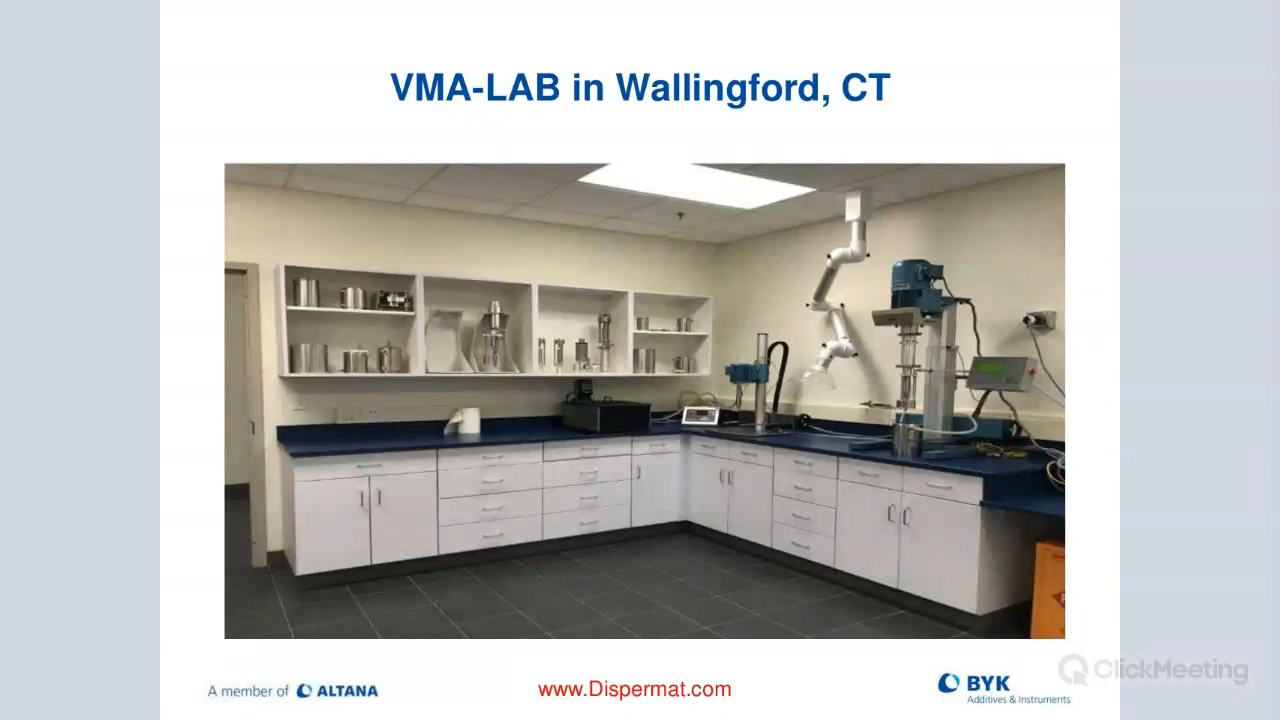 VMA-LAB in Wallingford, CT
A member of ALTANA
www.Dispermat.com
BYK
Additives & Instruments
ClickMeeting